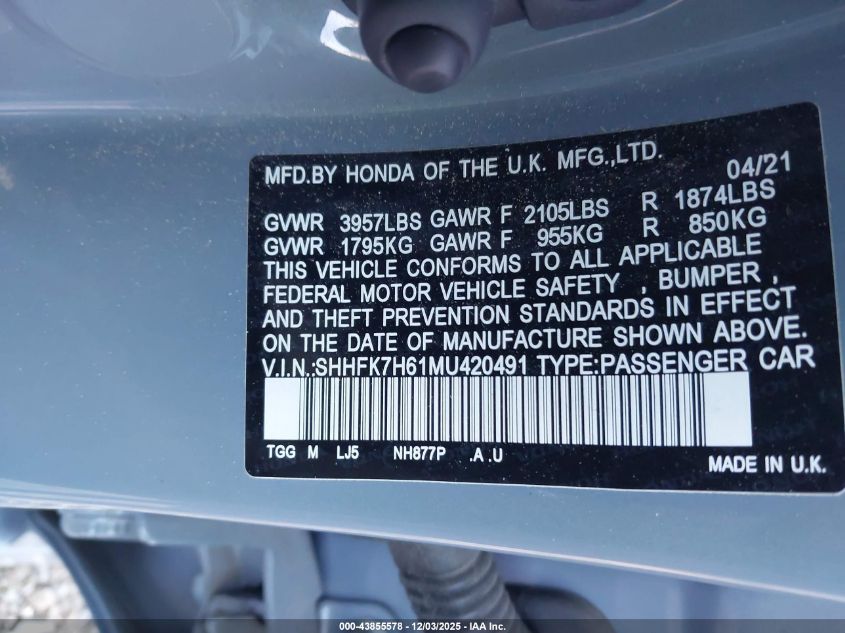 MFD.BY HONDA OF THE U.K. MFG.,LTD. 04/21
GVWR 3957LBS GAWR F 2105LBS R 1874LBS
GVWR 1795KG GAWR F 955KG R 850KG
THIS VEHICLE CONFORMS TO ALL APPLICABLE
FEDERAL MOTOR VEHICLE SAFETY , BUMPER ,
AND THEFT PREVENTION STANDARDS IN EFFECT
ON THE DATE OF MANUFACTURE SHOWN ABOVE.
V.I.N.:SHHFK7H61MU420491 TYPE:PASSENGER CAR
TGG M LJ5 NH877P .A .U
MADE IN U.K.
000-43855578 - 12/03/2025 - IAA Inc.